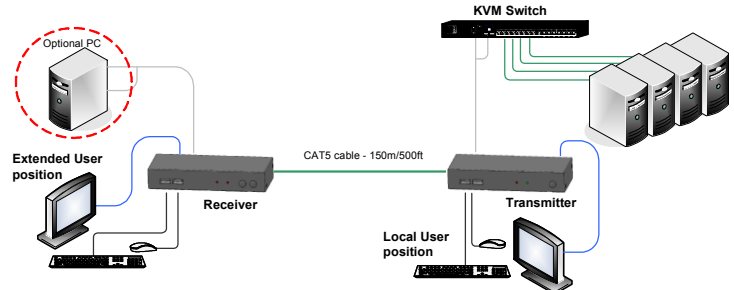 KVM Switch
Optional PC
CAT5 cable - 150m/500ft
Extended User
position
Receiver
Transmitter
Local User
position